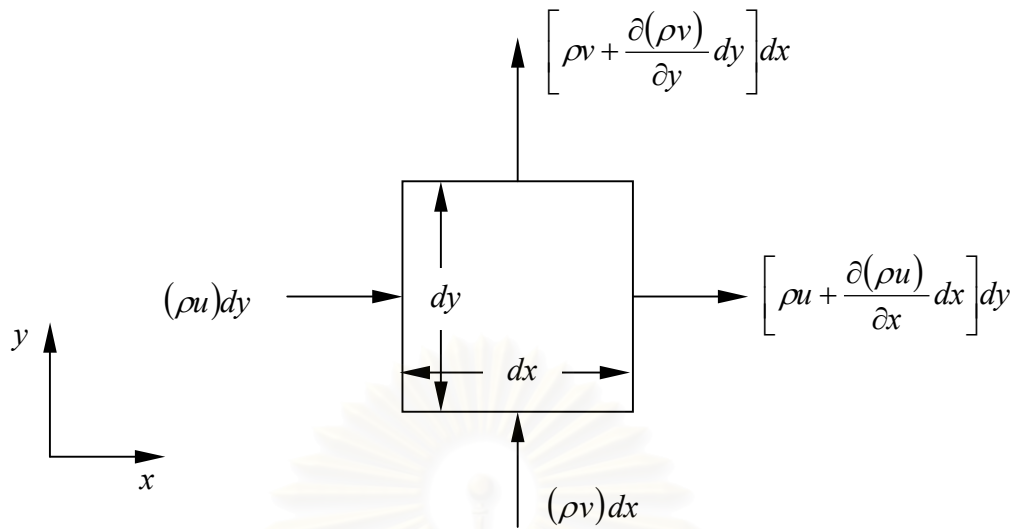 [ρv + ∂(ρv)/∂y dy]dx
(ρu)dy
dy
[ρu + ∂(ρu)/∂x dx]dy
y
dx
x
(ρv)dx